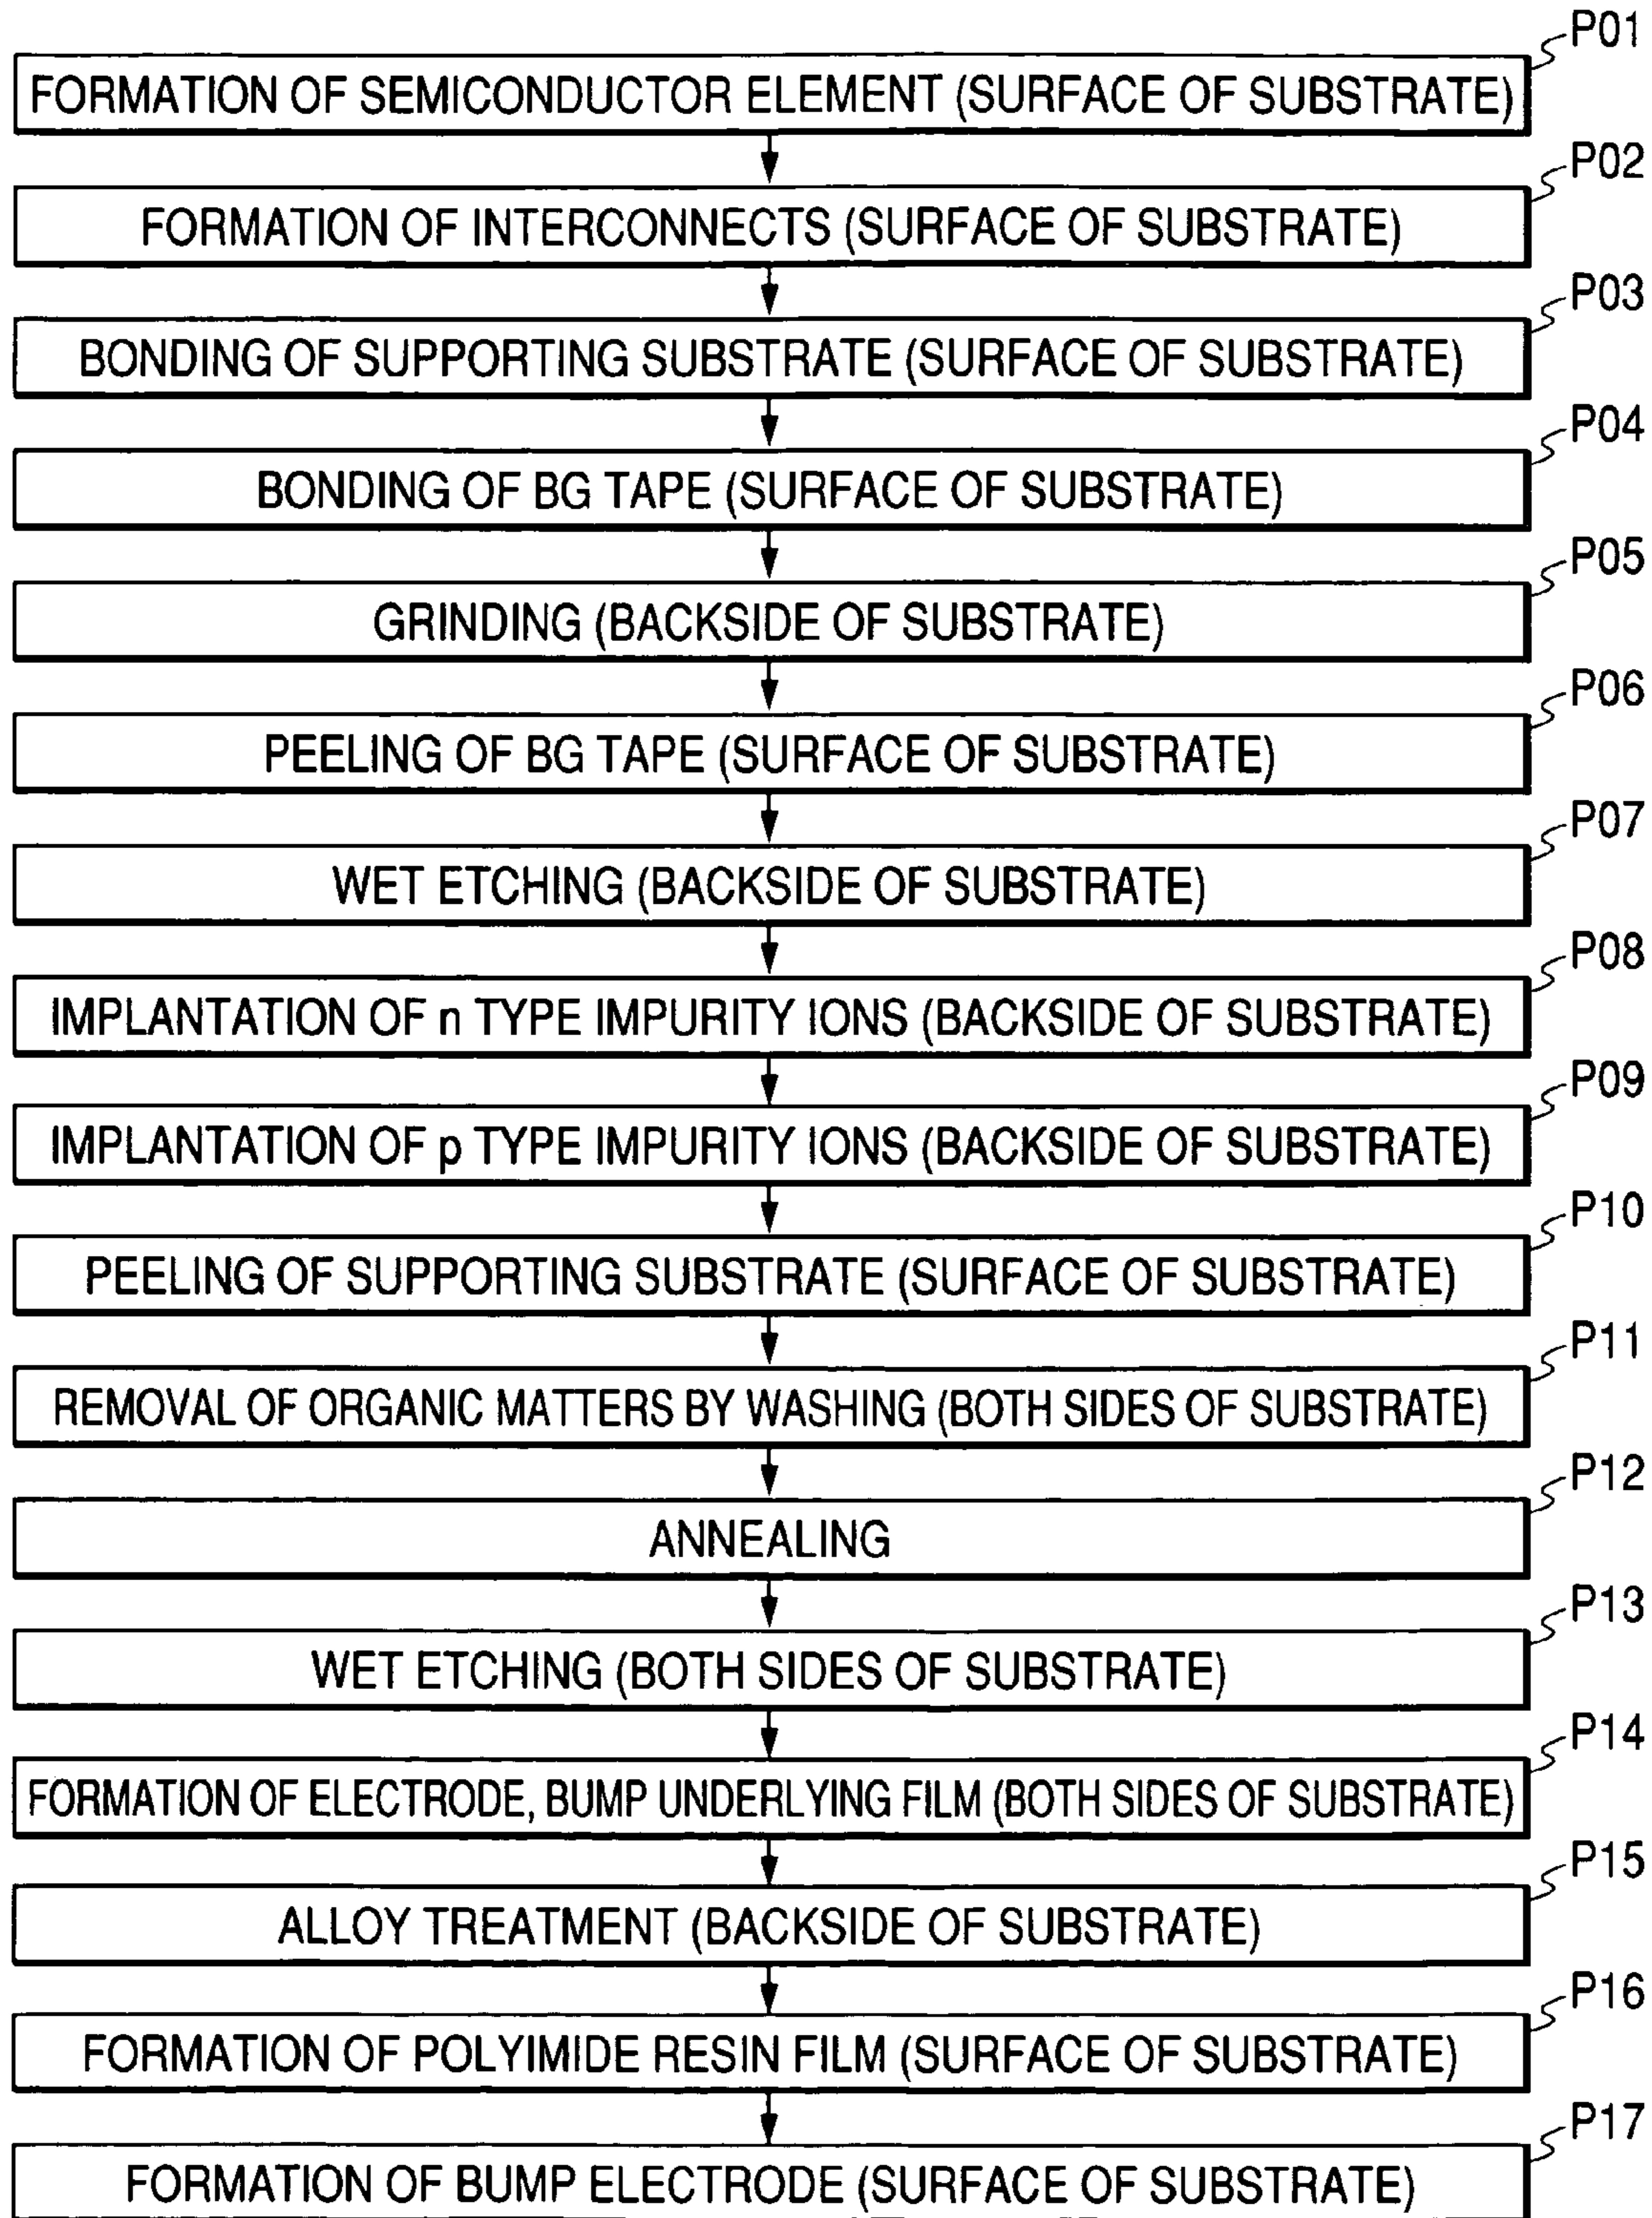 P01
FORMATION OF SEMICONDUCTOR ELEMENT (SURFACE OF SUBSTRATE)
P02
FORMATION OF INTERCONNECTS (SURFACE OF SUBSTRATE)
P03
BONDING OF SUPPORTING SUBSTRATE (SURFACE OF SUBSTRATE)
P04
BONDING OF BG TAPE (SURFACE OF SUBSTRATE)
P05
GRINDING (BACKSIDE OF SUBSTRATE)
P06
PEELING OF BG TAPE (SURFACE OF SUBSTRATE)
P07
WET ETCHING (BACKSIDE OF SUBSTRATE)
P08
IMPLANTATION OF n TYPE IMPURITY IONS (BACKSIDE OF SUBSTRATE)
P09
IMPLANTATION OF p TYPE IMPURITY IONS (BACKSIDE OF SUBSTRATE)
P10
PEELING OF SUPPORTING SUBSTRATE (SURFACE OF SUBSTRATE)
P11
REMOVAL OF ORGANIC MATTERS BY WASHING (BOTH SIDES OF SUBSTRATE)
P12
ANNEALING
P13
WET ETCHING (BOTH SIDES OF SUBSTRATE)
P14
FORMATION OF ELECTRODE, BUMP UNDERLYING FILM (BOTH SIDES OF SUBSTRATE)
P15
ALLOY TREATMENT (BACKSIDE OF SUBSTRATE)
P16
FORMATION OF POLYIMIDE RESIN FILM (SURFACE OF SUBSTRATE)
P17
FORMATION OF BUMP ELECTRODE (SURFACE OF SUBSTRATE)